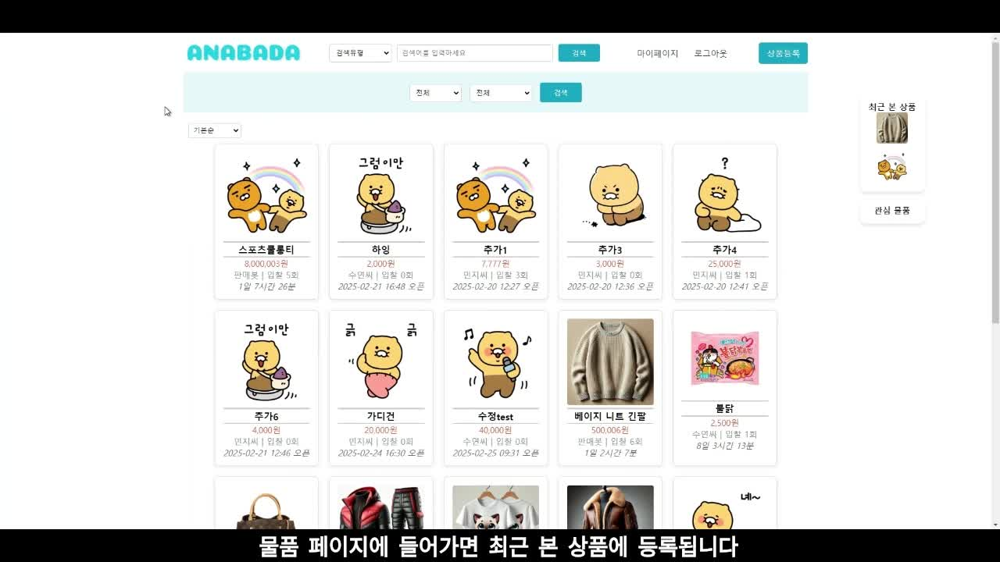 ANABADA
검색유형
검색어를 입력하세요
검색
마이페이지
로그아웃
상품등록
전체
전체
검색
최근 본 상품
관심 물품
기본순
그럼이만
?
스포츠쿨롱티
8,000,003원
판매봇 | 입찰 5회
1일 7시간 26분
하잉
2,000원
수연씨 | 입찰 0회
2025-02-21 16:48 오픈
추가1
7,777원
민지씨 | 입찰 3회
2025-02-20 12:27 오픈
추가3
3,000원
민지씨 | 입찰 0회
2025-02-20 12:36 오픈
추가4
25,000원
민지씨 | 입찰 1회
2025-02-20 12:41 오픈
그럼이만
긁 긁
불닭볶음면
추가6
4,000원
민지씨 | 입찰 0회
2025-02-21 12:46 오픈
가디건
20,000원
민지씨 | 입찰 0회
2025-02-24 16:30 오픈
수정test
40,000원
수연씨 | 입찰 0회
2025-02-25 09:31 오픈
베이지 니트 긴팔
500,006원
판매봇 | 입찰 6회
1일 2시간 7분
불닭
2,500원
수연씨 | 입찰 1회
8일 3시간 13분
녜~
물품 페이지에 들어가면 최근 본 상품에 등록됩니다